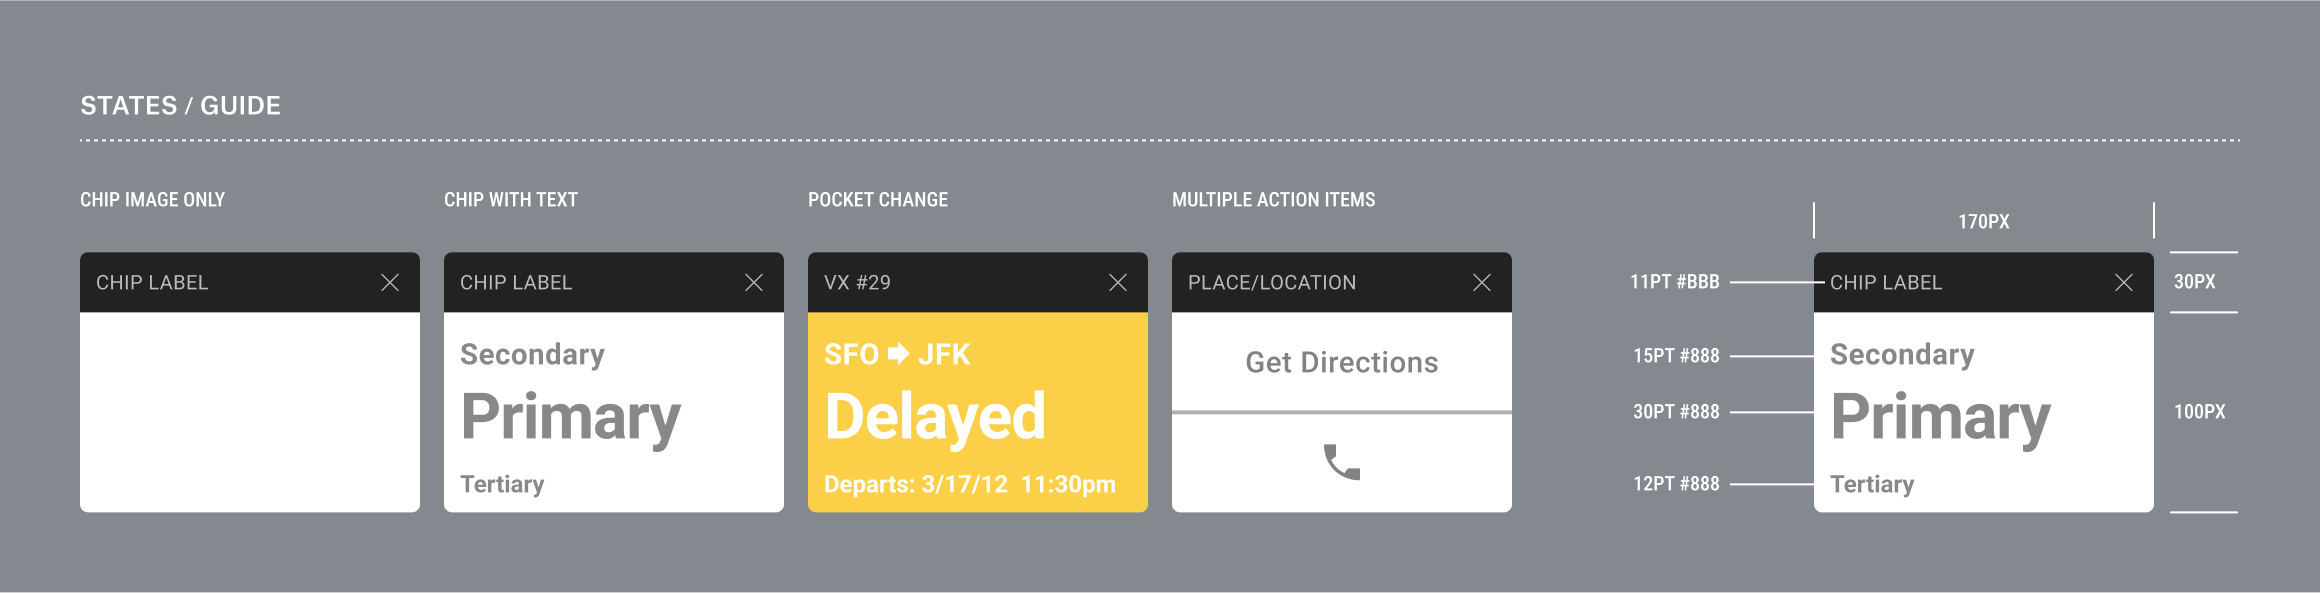 STATES / GUIDE
CHIP IMAGE ONLY
CHIP LABEL
CHIP WITH TEXT
CHIP LABEL
Secondary
Primary
Tertiary
POCKET CHANGE
VX #29
SFO ➡ JFK
Delayed
Departs: 3/17/12 11:30pm
MULTIPLE ACTION ITEMS
PLACE/LOCATION
Get Directions
170PX
11PT #BBB
CHIP LABEL
30PX
15PT #888
Secondary
30PT #888
Primary
100PX
12PT #888
Tertiary